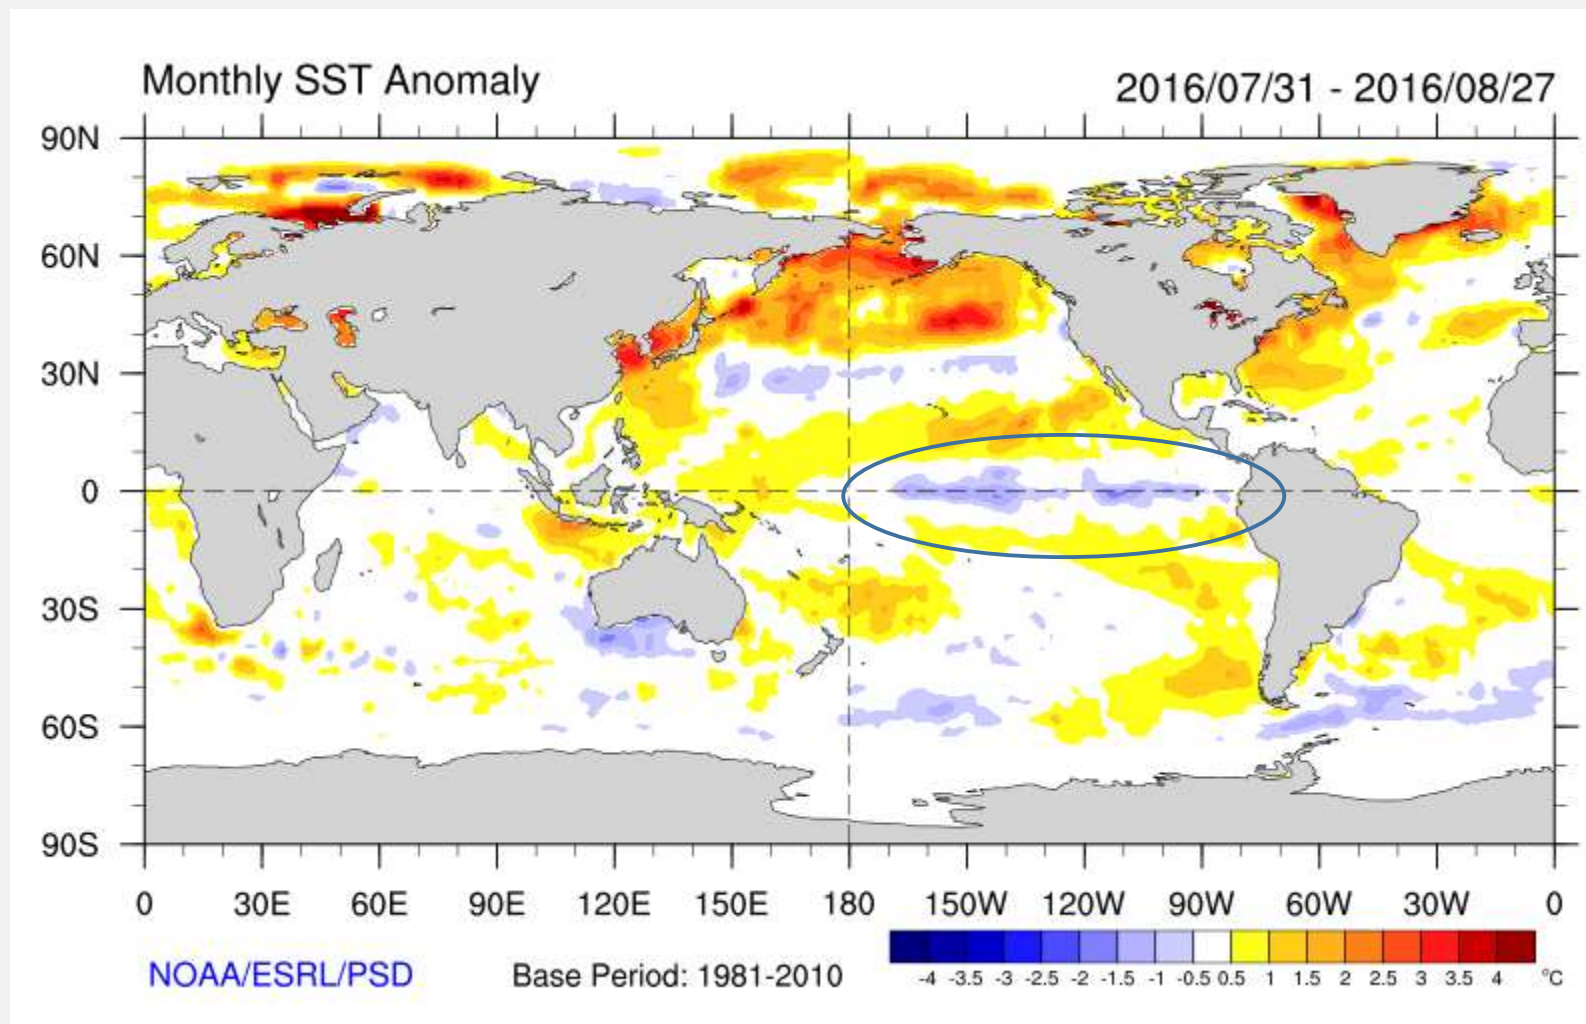 Monthly SST Anomaly 2016/07/31 - 2016/08/27
90N
60N
30N
0
30S
60S
90S
0 30E 60E 90E 120E 150E 180 150W 120W 90W 60W 30W 0
NOAA/ESRL/PSD Base Period: 1981-2010
-4 -3.5 -3 -2.5 -2 -1.5 -1 -0.5 0.5 1 1.5 2 2.5 3 3.5 4 °C